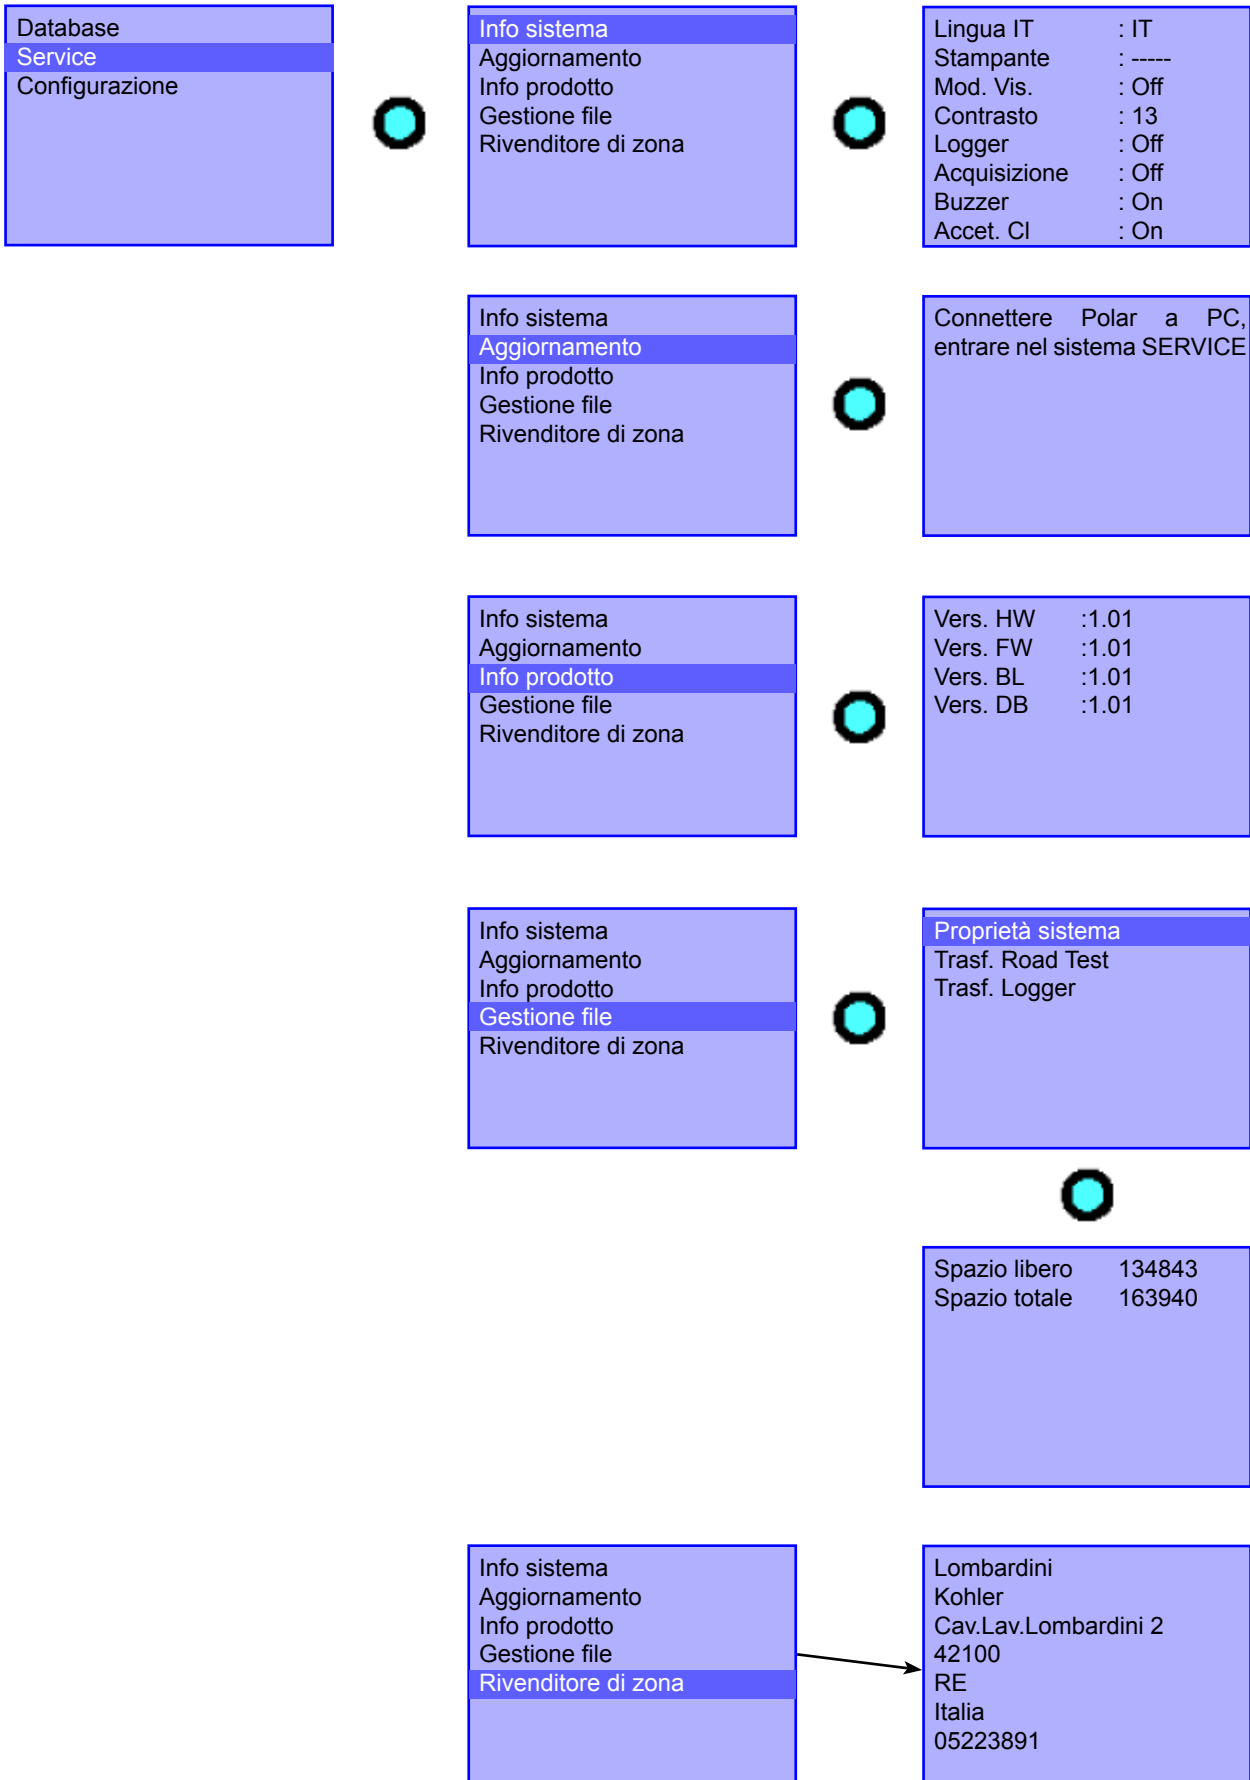 Database
Service
Configurazione
Info sistema
Aggiornamento
Info prodotto
Gestione file
Rivenditore di zona
Lingua IT : IT
Stampante : -----
Mod. Vis. : Off
Contrasto : 13
Logger : Off
Acquisizione : Off
Buzzer : On
Accet. Cl : On
Info sistema
Aggiornamento
Info prodotto
Gestione file
Rivenditore di zona
Connettere Polar a PC,
entrare nel sistema SERVICE
Info sistema
Aggiornamento
Info prodotto
Gestione file
Rivenditore di zona
Vers. HW :1.01
Vers. FW :1.01
Vers. BL :1.01
Vers. DB :1.01
Info sistema
Aggiornamento
Info prodotto
Gestione file
Rivenditore di zona
Proprietà sistema
Trasf. Road Test
Trasf. Logger
Spazio libero 134843
Spazio totale 163940
Info sistema
Aggiornamento
Info prodotto
Gestione file
Rivenditore di zona
Lombardini
Kohler
Cav.Lav.Lombardini 2
42100
RE
Italia
05223891